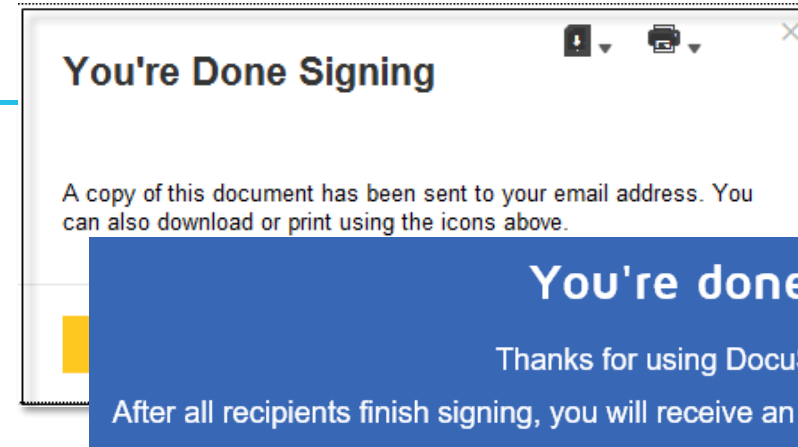 You're Done Signing
A copy of this document has been sent to your email address. You
can also download or print using the icons above.
You're done
Thanks for using Docu
After all recipients finish signing, you will receive an